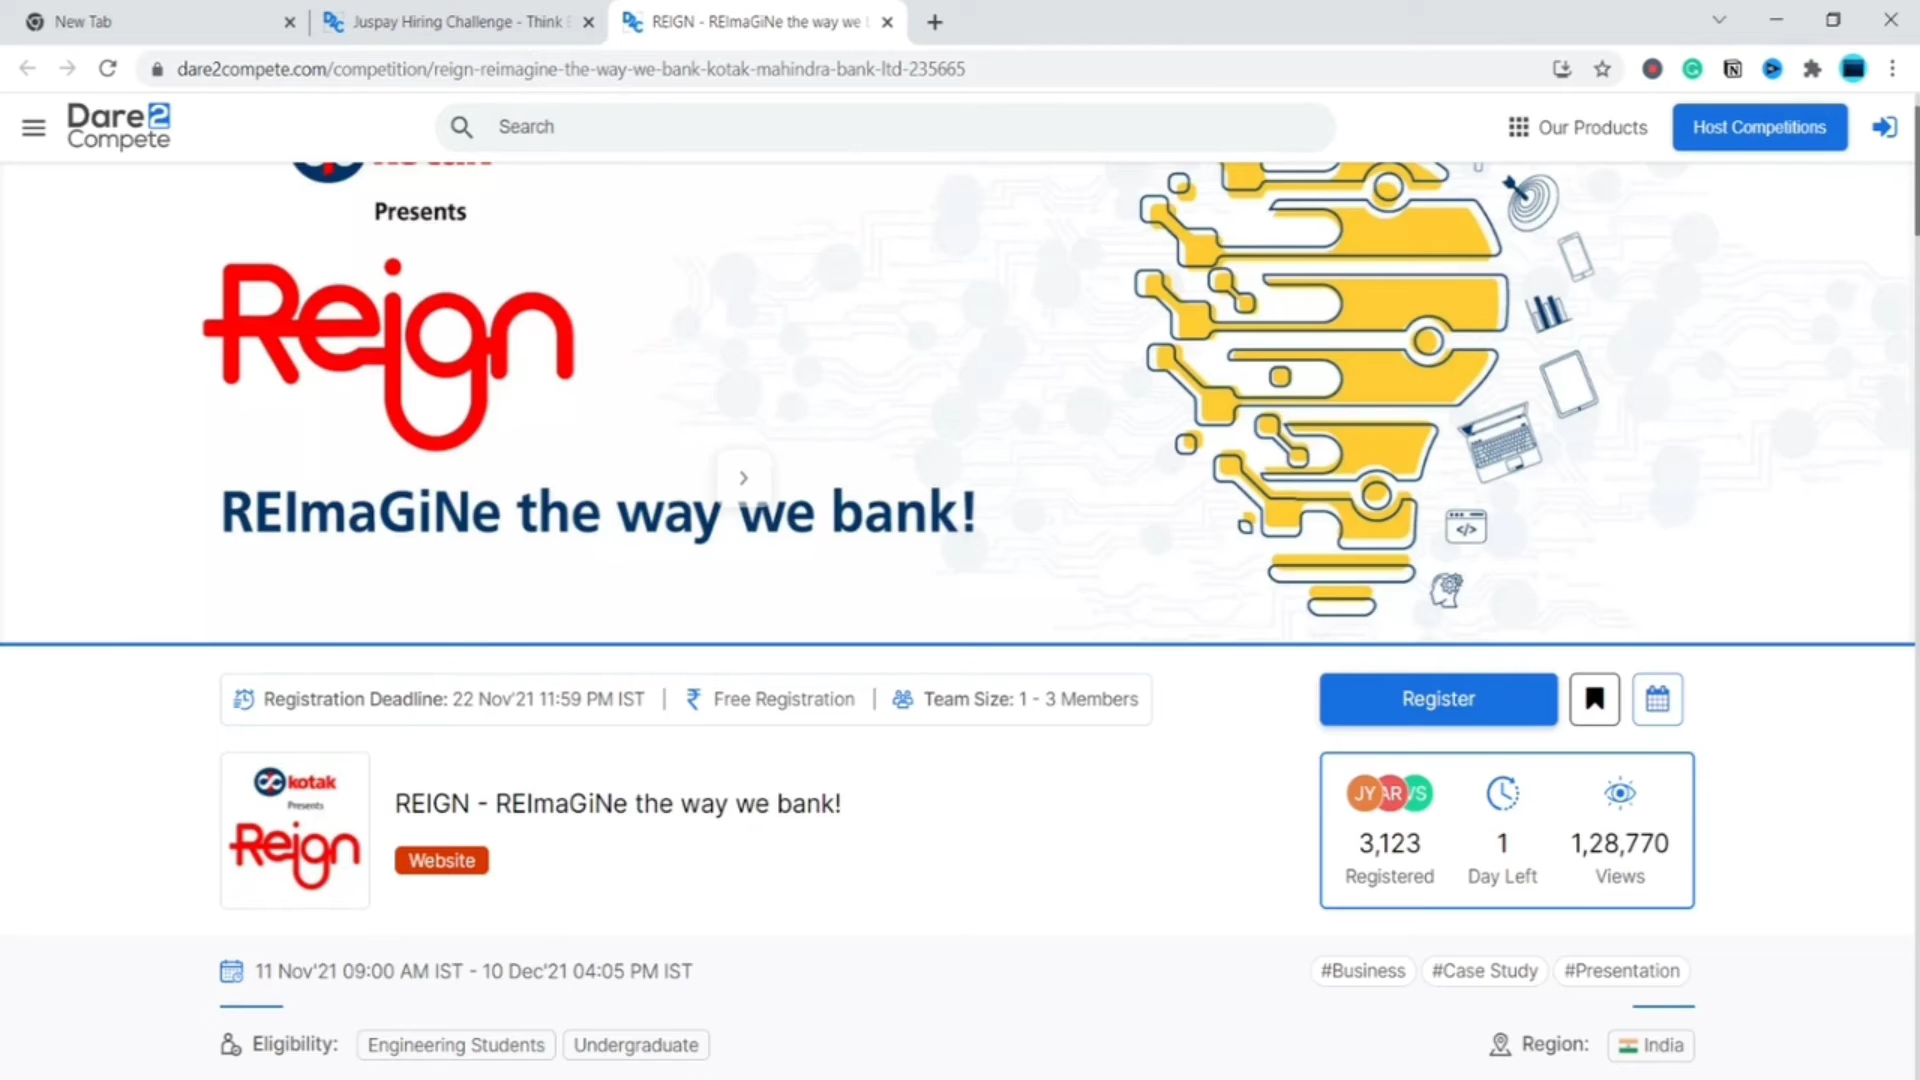 New Tab
Juspay Hiring Challenge - Think
REIGN - REImaGiNe the way we
dare2compete.com/competition/reign-reimagine-the-way-we-bank-kotak-mahindra-bank-ltd-235665
Dare2
Compete
Search
Our Products
Host Competitions
Presents
Reign
REImaGiNe the way we bank!
</>
Registration Deadline: 22 Nov'21 11:59 PM IST | Free Registration | Team Size: 1 - 3 Members
Register
kotak
Presents
Reign
REIGN - REImaGiNe the way we bank!
Website
JY AR VS
3,123
Registered
1
Day Left
1,28,770
Views
11 Nov'21 09:00 AM IST - 10 Dec'21 04:05 PM IST
#Business #Case Study #Presentation
Eligibility: Engineering Students Undergraduate
Region: India